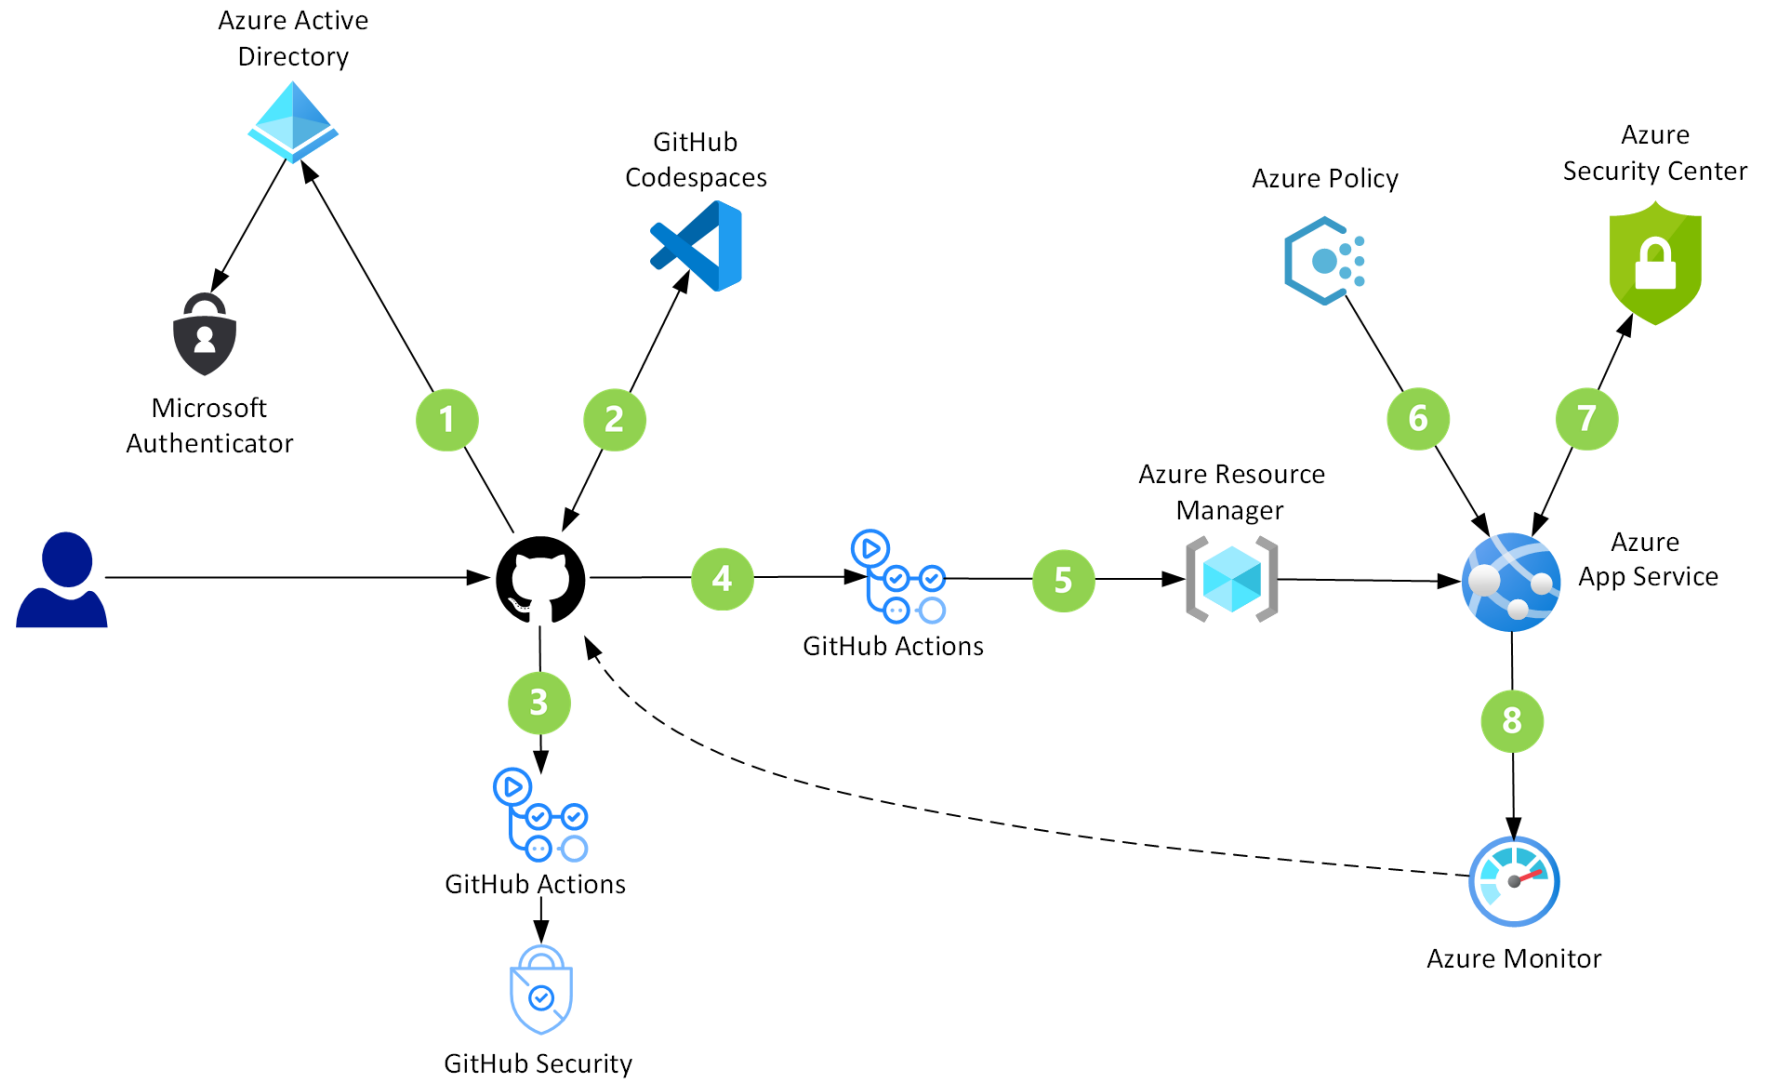 Azure Active
Directory
GitHub
Codespaces
Azure
Security Center
Azure Policy
Microsoft
Authenticator
1
2
6
7
Azure Resource
Manager
Azure
App Service
4
5
GitHub Actions
3
8
GitHub Actions
Azure Monitor
GitHub Security